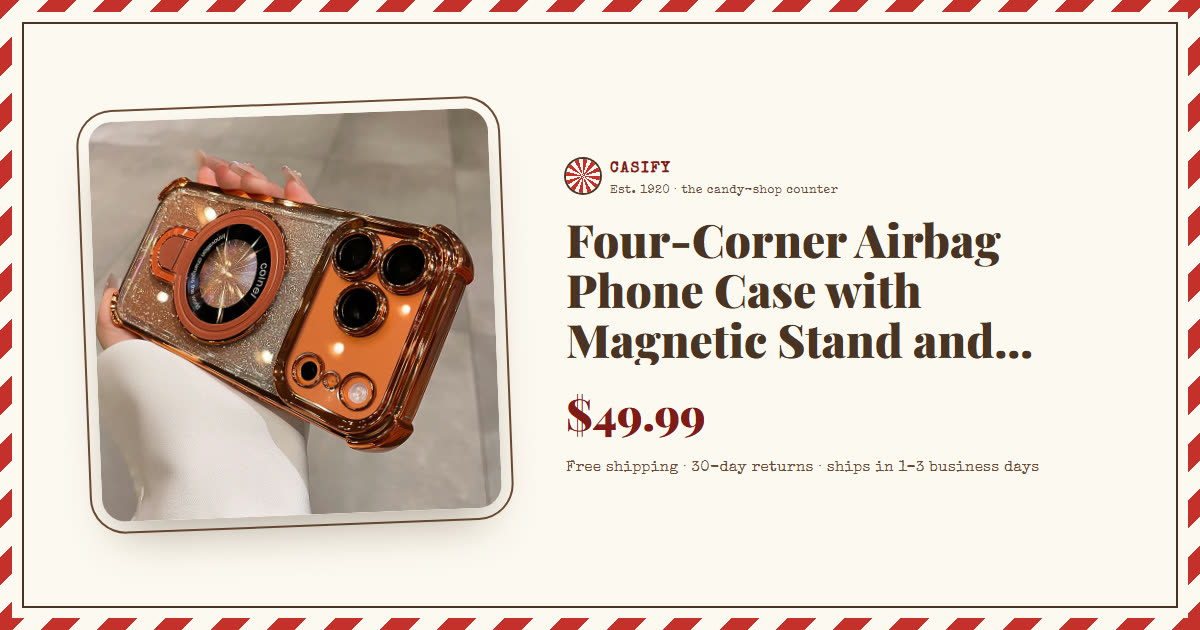 CASIFY
Est. 1920 · the candy-shop counter
Four-Corner Airbag
Phone Case with
Magnetic Stand and...
$49.99
Free shipping · 30-day returns · ships in 1-3 business days